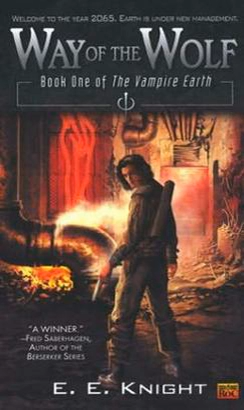 WELCOME TO THE YEAR 2065. EARTH IS UNDER NEW MANAGEMENT.
WAY OF THE WOLF
BOOK ONE OF THE VAMPIRE EARTH
"A WINNER."
—FRED SABERHAGEN,
AUTHOR OF THE
BERSERKER SERIES
E. E. KNIGHT
ROC